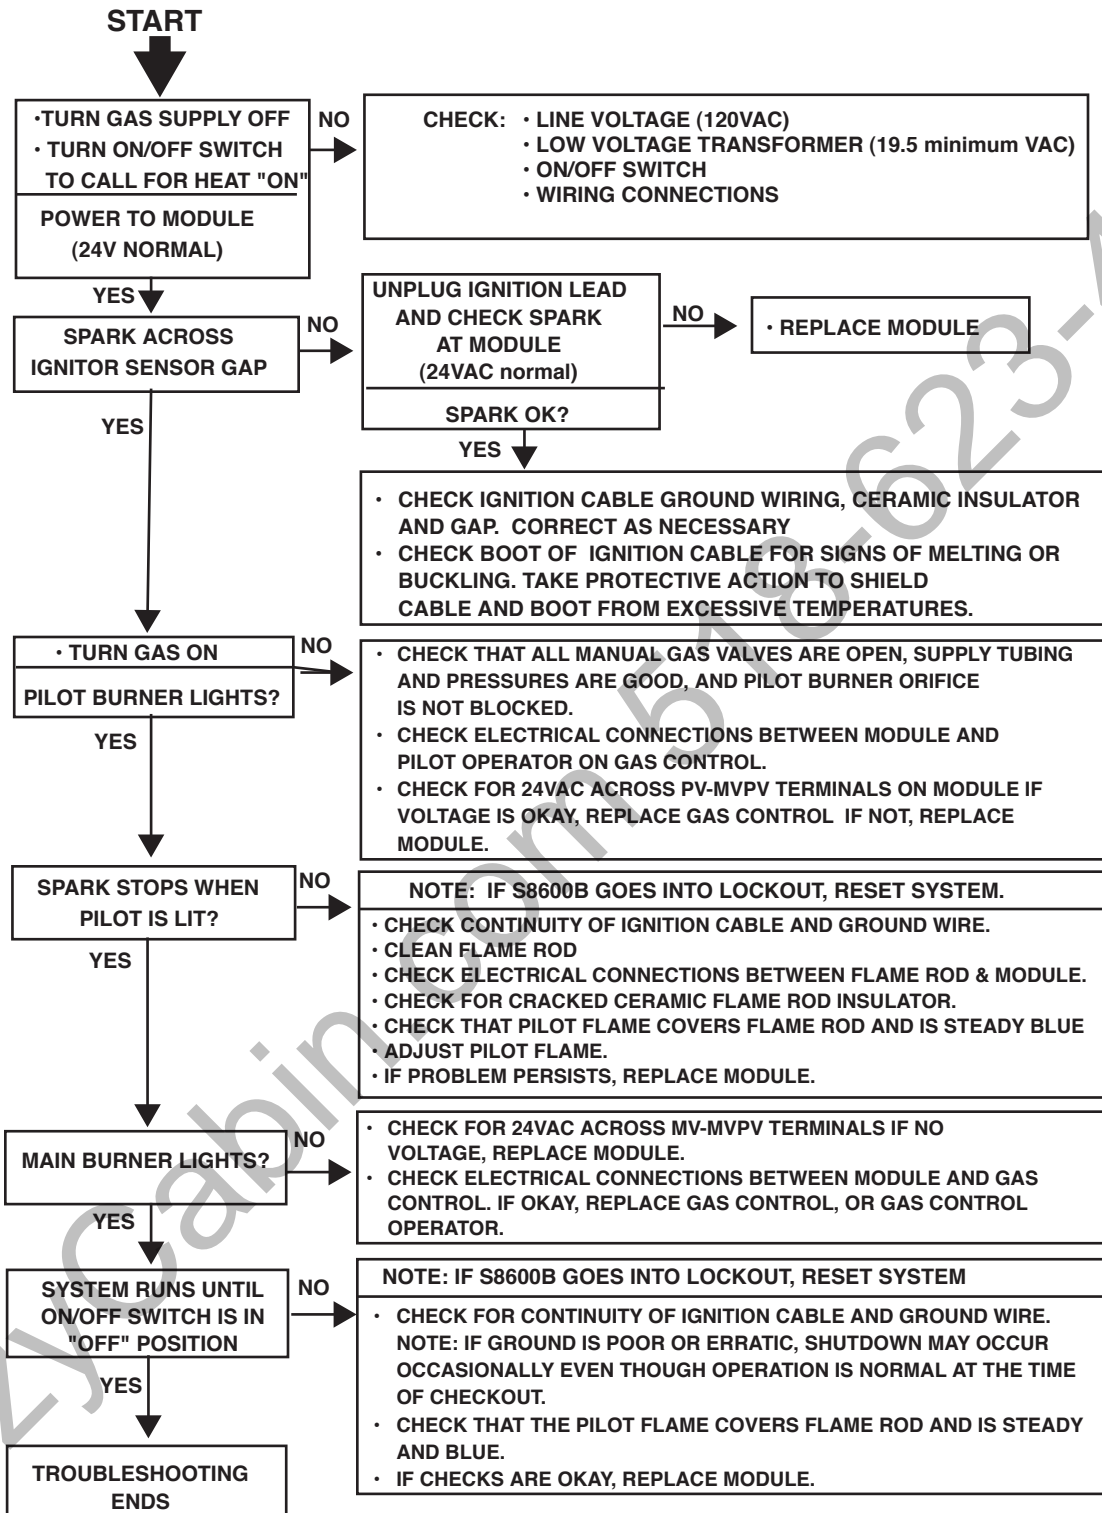 START
•TURN GAS SUPPLY OFF
• TURN ON/OFF SWITCH
TO CALL FOR HEAT "ON"
POWER TO MODULE
(24V NORMAL)
NO
CHECK: • LINE VOLTAGE (120VAC)
• LOW VOLTAGE TRANSFORMER (19.5 minimum VAC)
• ON/OFF SWITCH
• WIRING CONNECTIONS
YES
SPARK ACROSS
IGNITOR SENSOR GAP
NO
UNPLUG IGNITION LEAD
AND CHECK SPARK
AT MODULE
(24VAC normal)
SPARK OK?
NO
• REPLACE MODULE
YES
YES
• CHECK IGNITION CABLE GROUND WIRING, CERAMIC INSULATOR
AND GAP. CORRECT AS NECESSARY
• CHECK BOOT OF IGNITION CABLE FOR SIGNS OF MELTING OR
BUCKLING. TAKE PROTECTIVE ACTION TO SHIELD
CABLE AND BOOT FROM EXCESSIVE TEMPERATURES.
• TURN GAS ON
PILOT BURNER LIGHTS?
NO
• CHECK THAT ALL MANUAL GAS VALVES ARE OPEN, SUPPLY TUBING
AND PRESSURES ARE GOOD, AND PILOT BURNER ORIFICE
IS NOT BLOCKED.
• CHECK ELECTRICAL CONNECTIONS BETWEEN MODULE AND
PILOT OPERATOR ON GAS CONTROL.
• CHECK FOR 24VAC ACROSS PV-MVPV TERMINALS ON MODULE IF
VOLTAGE IS OKAY, REPLACE GAS CONTROL IF NOT, REPLACE
MODULE.
YES
SPARK STOPS WHEN
PILOT IS LIT?
NO
NOTE: IF S8600B GOES INTO LOCKOUT, RESET SYSTEM.
• CHECK CONTINUITY OF IGNITION CABLE AND GROUND WIRE.
• CLEAN FLAME ROD
• CHECK ELECTRICAL CONNECTIONS BETWEEN FLAME ROD & MODULE.
• CHECK FOR CRACKED CERAMIC FLAME ROD INSULATOR.
• CHECK THAT PILOT FLAME COVERS FLAME ROD AND IS STEADY BLUE
• ADJUST PILOT FLAME.
• IF PROBLEM PERSISTS, REPLACE MODULE.
YES
MAIN BURNER LIGHTS?
NO
• CHECK FOR 24VAC ACROSS MV-MVPV TERMINALS IF NO
VOLTAGE, REPLACE MODULE.
• CHECK ELECTRICAL CONNECTIONS BETWEEN MODULE AND GAS
CONTROL. IF OKAY, REPLACE GAS CONTROL, OR GAS CONTROL
OPERATOR.
YES
SYSTEM RUNS UNTIL
ON/OFF SWITCH IS IN
"OFF" POSITION
NO
NOTE: IF S8600B GOES INTO LOCKOUT, RESET SYSTEM
• CHECK FOR CONTINUITY OF IGNITION CABLE AND GROUND WIRE.
NOTE: IF GROUND IS POOR OR ERRATIC, SHUTDOWN MAY OCCUR
OCCASIONALLY EVEN THOUGH OPERATION IS NORMAL AT THE TIME
OF CHECKOUT.
• CHECK THAT THE PILOT FLAME COVERS FLAME ROD AND IS STEADY
AND BLUE.
• IF CHECKS ARE OKAY, REPLACE MODULE.
YES
TROUBLESHOOTING
ENDS
zyCabin.com 518-623-4